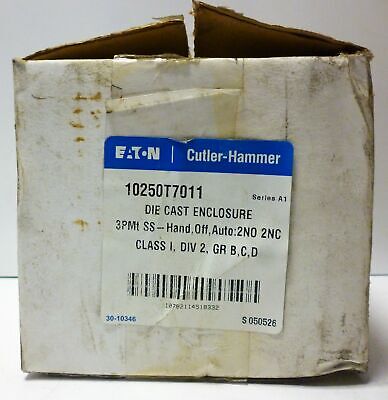 EATON Cutler-Hammer
10250T7011 Series A1
DIE CAST ENCLOSURE
3PMt SS-Hand,Off,Auto:2NO 2NC
CLASS I, DIV 2, GR B,C,D
10782114518332
30-10346 S 050526